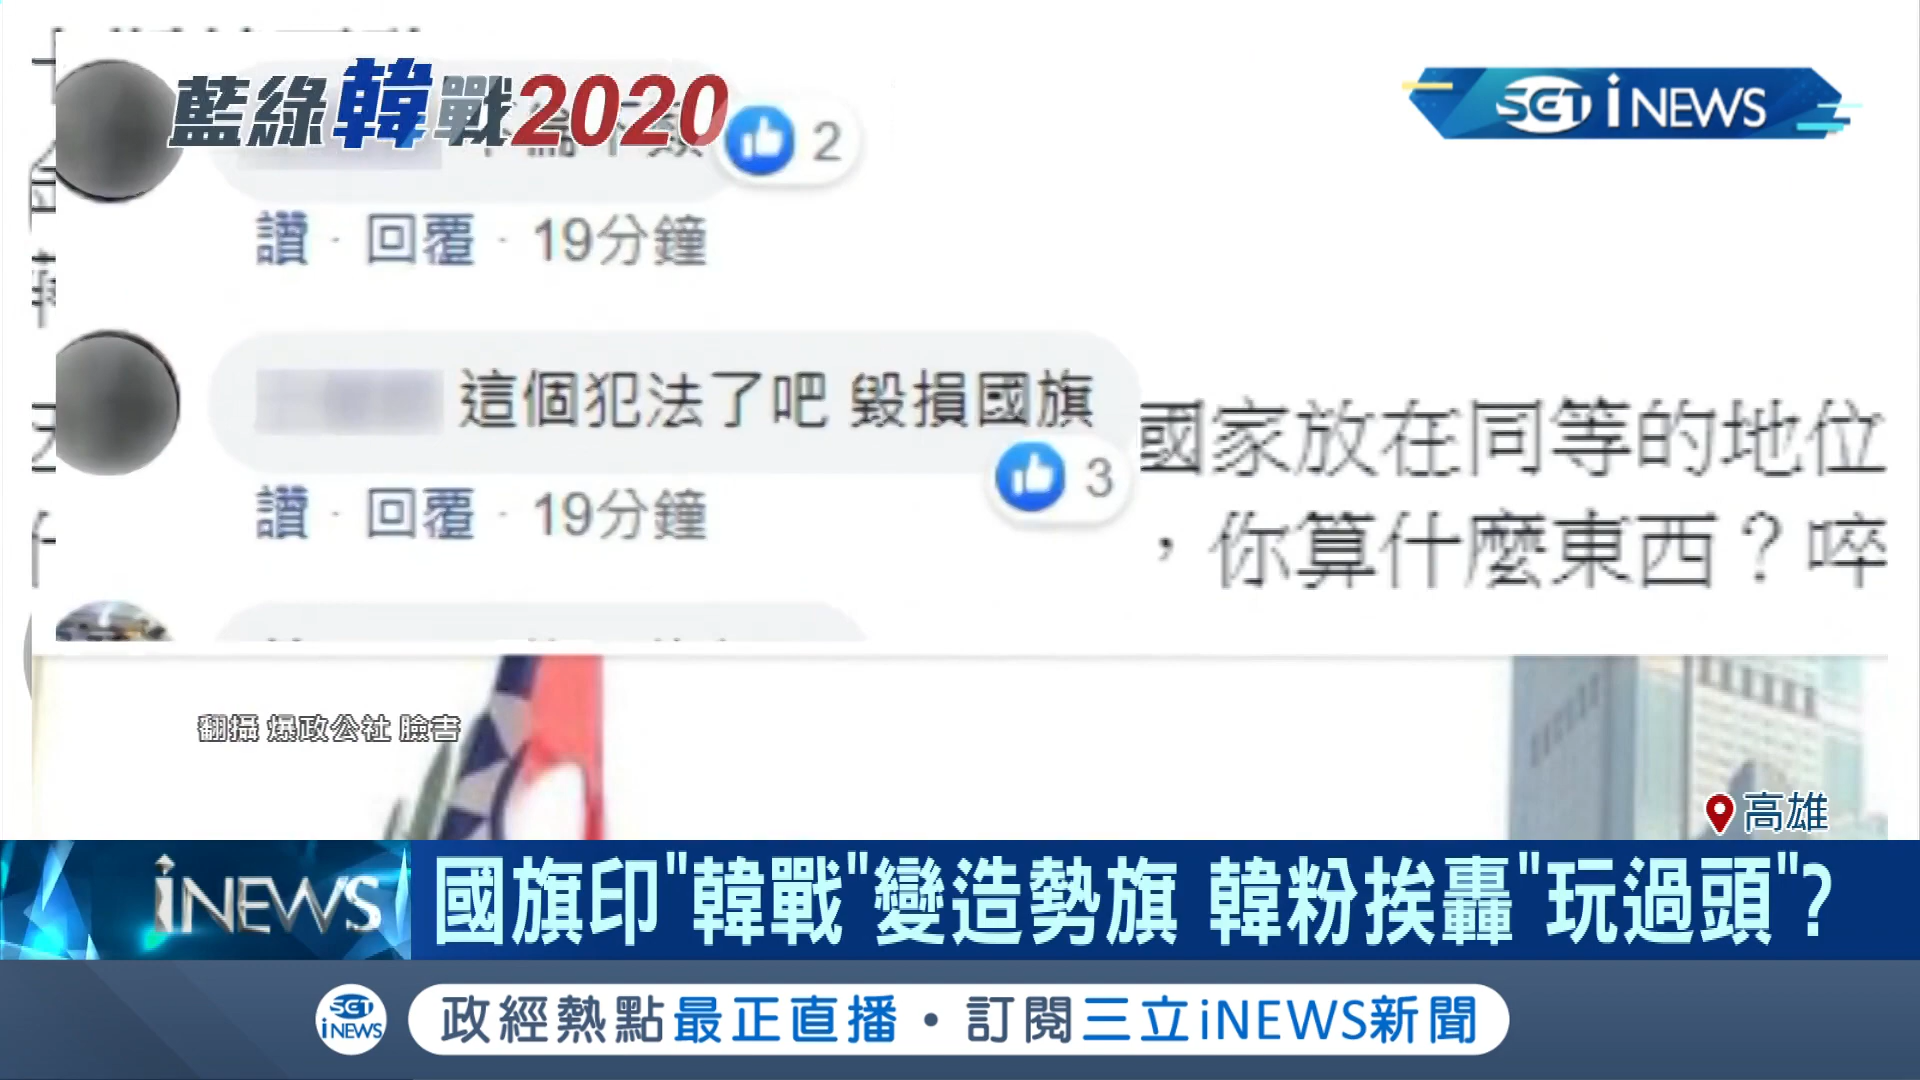 藍綠韓戰2020
SET iNEWS
2
讚 · 回覆 · 19分鐘
這個犯法了吧 毀損國旗
3
讚 · 回覆 · 19分鐘
國家放在同等的地位
，你算什麼東西？啐
翻攝 爆政公社 臉書
高雄
iNEWS
國旗印"韓戰"變造勢旗 韓粉挨轟"玩過頭"?
SET iNEWS
政經熱點最正直播・訂閱三立iNEWS新聞